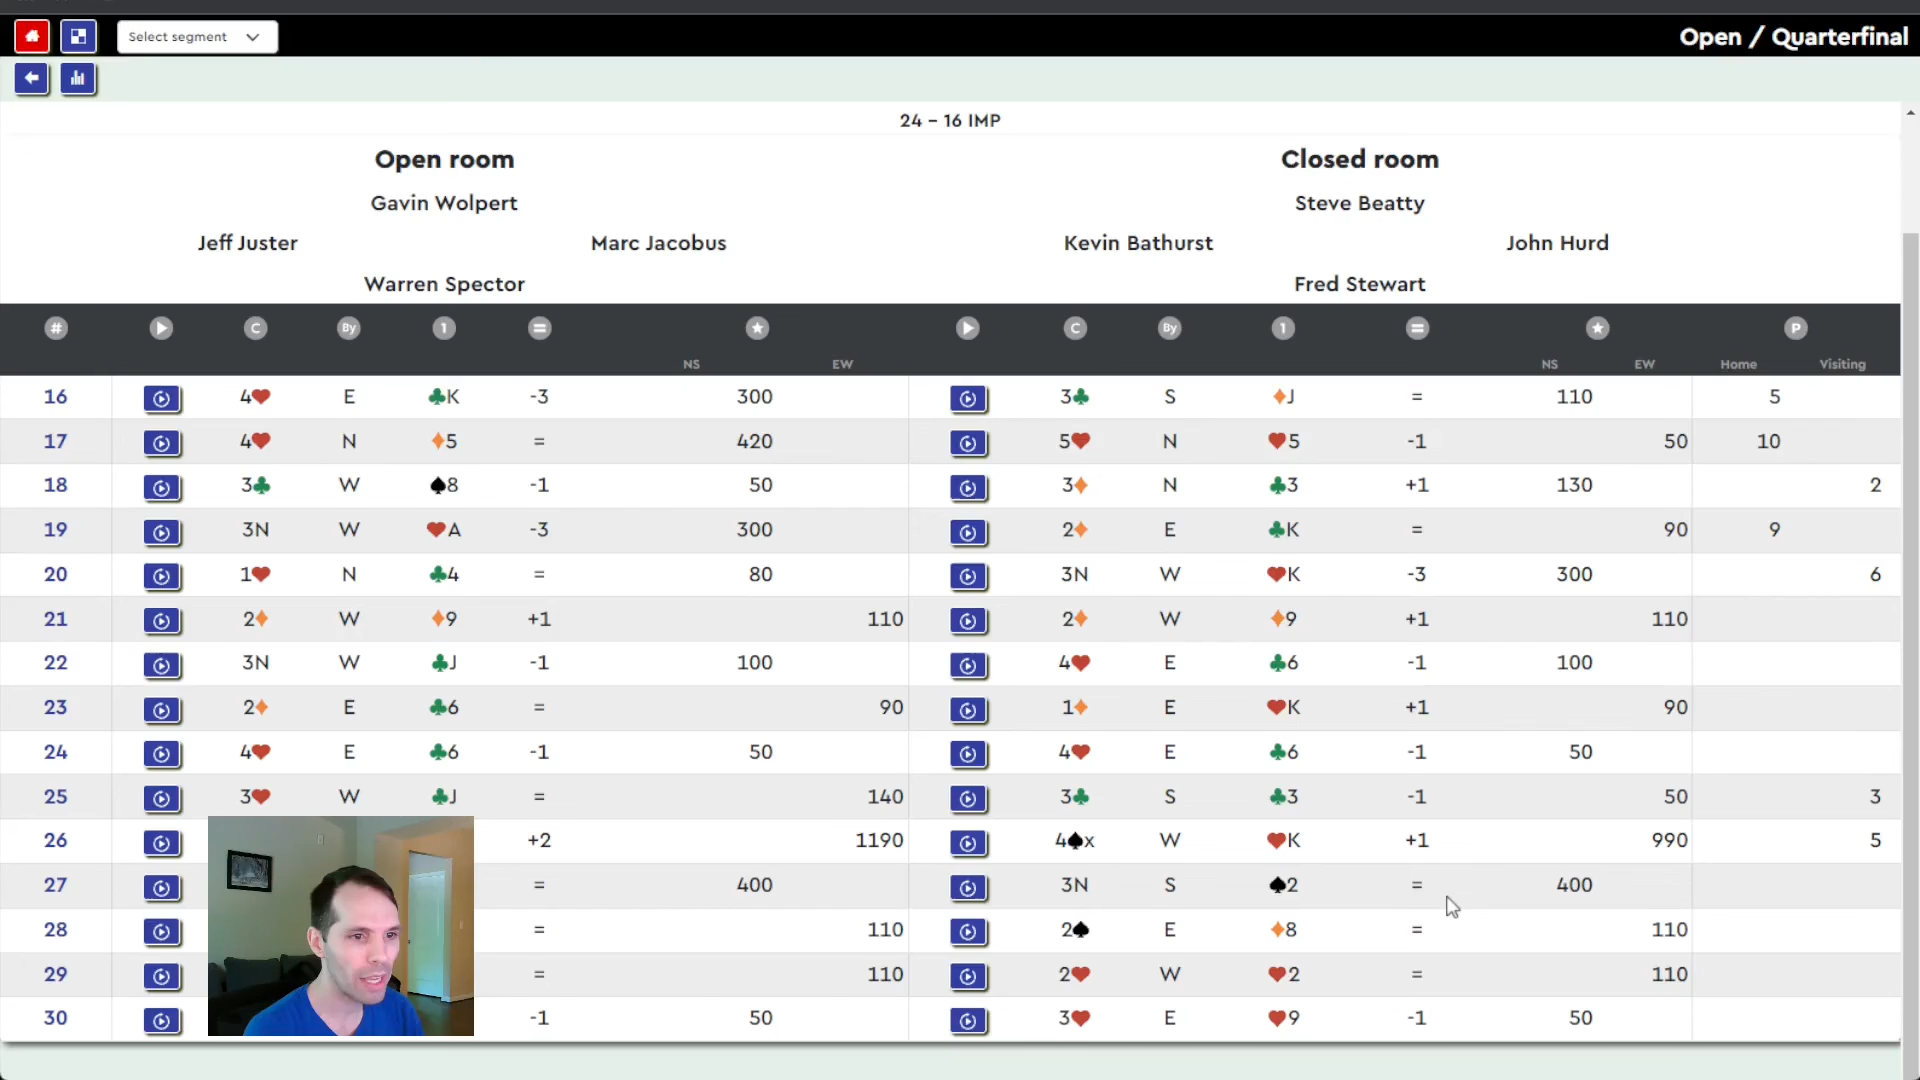 Select segment
Open / Quarterfinal
24 – 16 IMP
Open room Closed room
Gavin Wolpert Steve Beatty
Jeff Juster Marc Jacobus Kevin Bathurst John Hurd
Warren Spector Fred Stewart
# C By 1 = ★ C By 1 = ★ P
NS EW NS EW Home Visiting
16 4♥ E ♣K -3 300 3♣ S ♦J = 110 5
17 4♥ N ♦5 = 420 5♥ N ♥5 -1 50 10
18 3♣ W ♠8 -1 50 3♦ N ♣3 +1 130 2
19 3N W ♥A -3 300 2♦ E ♣K = 90 9
20 1♥ N ♣4 = 80 3N W ♥K -3 300 6
21 2♦ W ♦9 +1 110 2♦ W ♦9 +1 110
22 3N W ♣J -1 100 4♥ E ♣6 -1 100
23 2♦ E ♣6 = 90 1♦ E ♥K +1 90
24 4♥ E ♣6 -1 50 4♥ E ♣6 -1 50
25 3♥ W ♣J = 140 3♣ S ♣3 -1 50 3
26 +2 1190 4♠x W ♥K +1 990 5
27 = 400 3N S ♠2 = 400
28 = 110 2♠ E ♦8 = 110
29 = 110 2♥ W ♥2 = 110
30 -1 50 3♥ E ♥9 -1 50